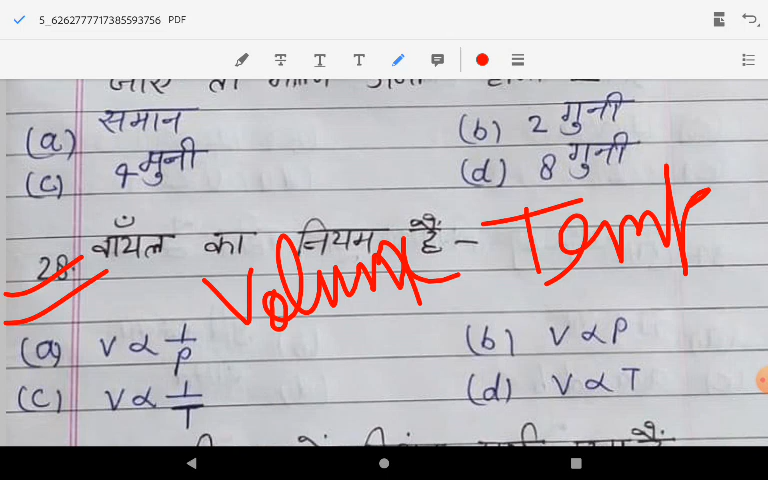 5_6262777717385593756 PDF
(a) समान (b) 2 गुनी
(c) 4 गुनी (d) 8 गुनी
28. बॉयल का नियम है -
Volume Temp
(a) V ∝ 1/P (b) V ∝ P
(c) V ∝ 1/T (d) V ∝ T